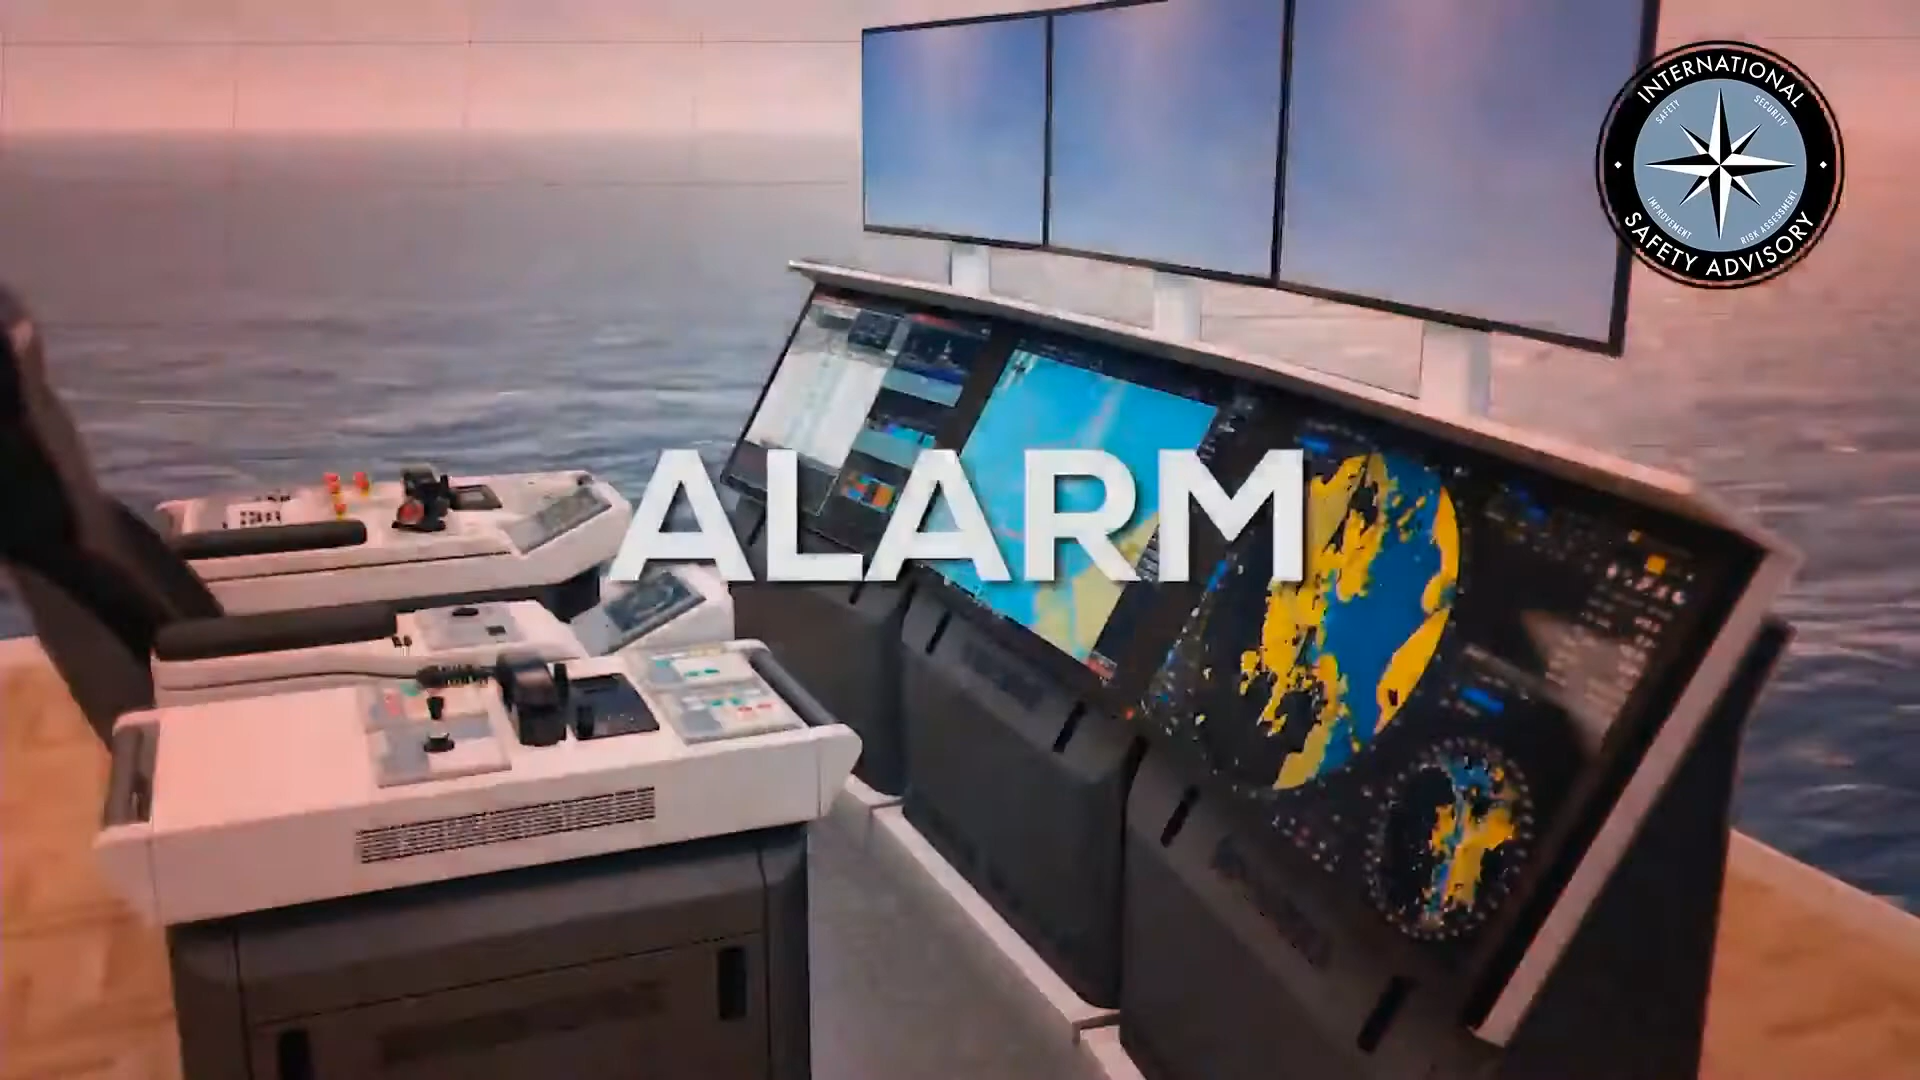 INTERNATIONAL
SAFETY
SECURITY
IMPROVEMENT
RISK ASSESSMENT
SAFETY ADVISORY
ALARM